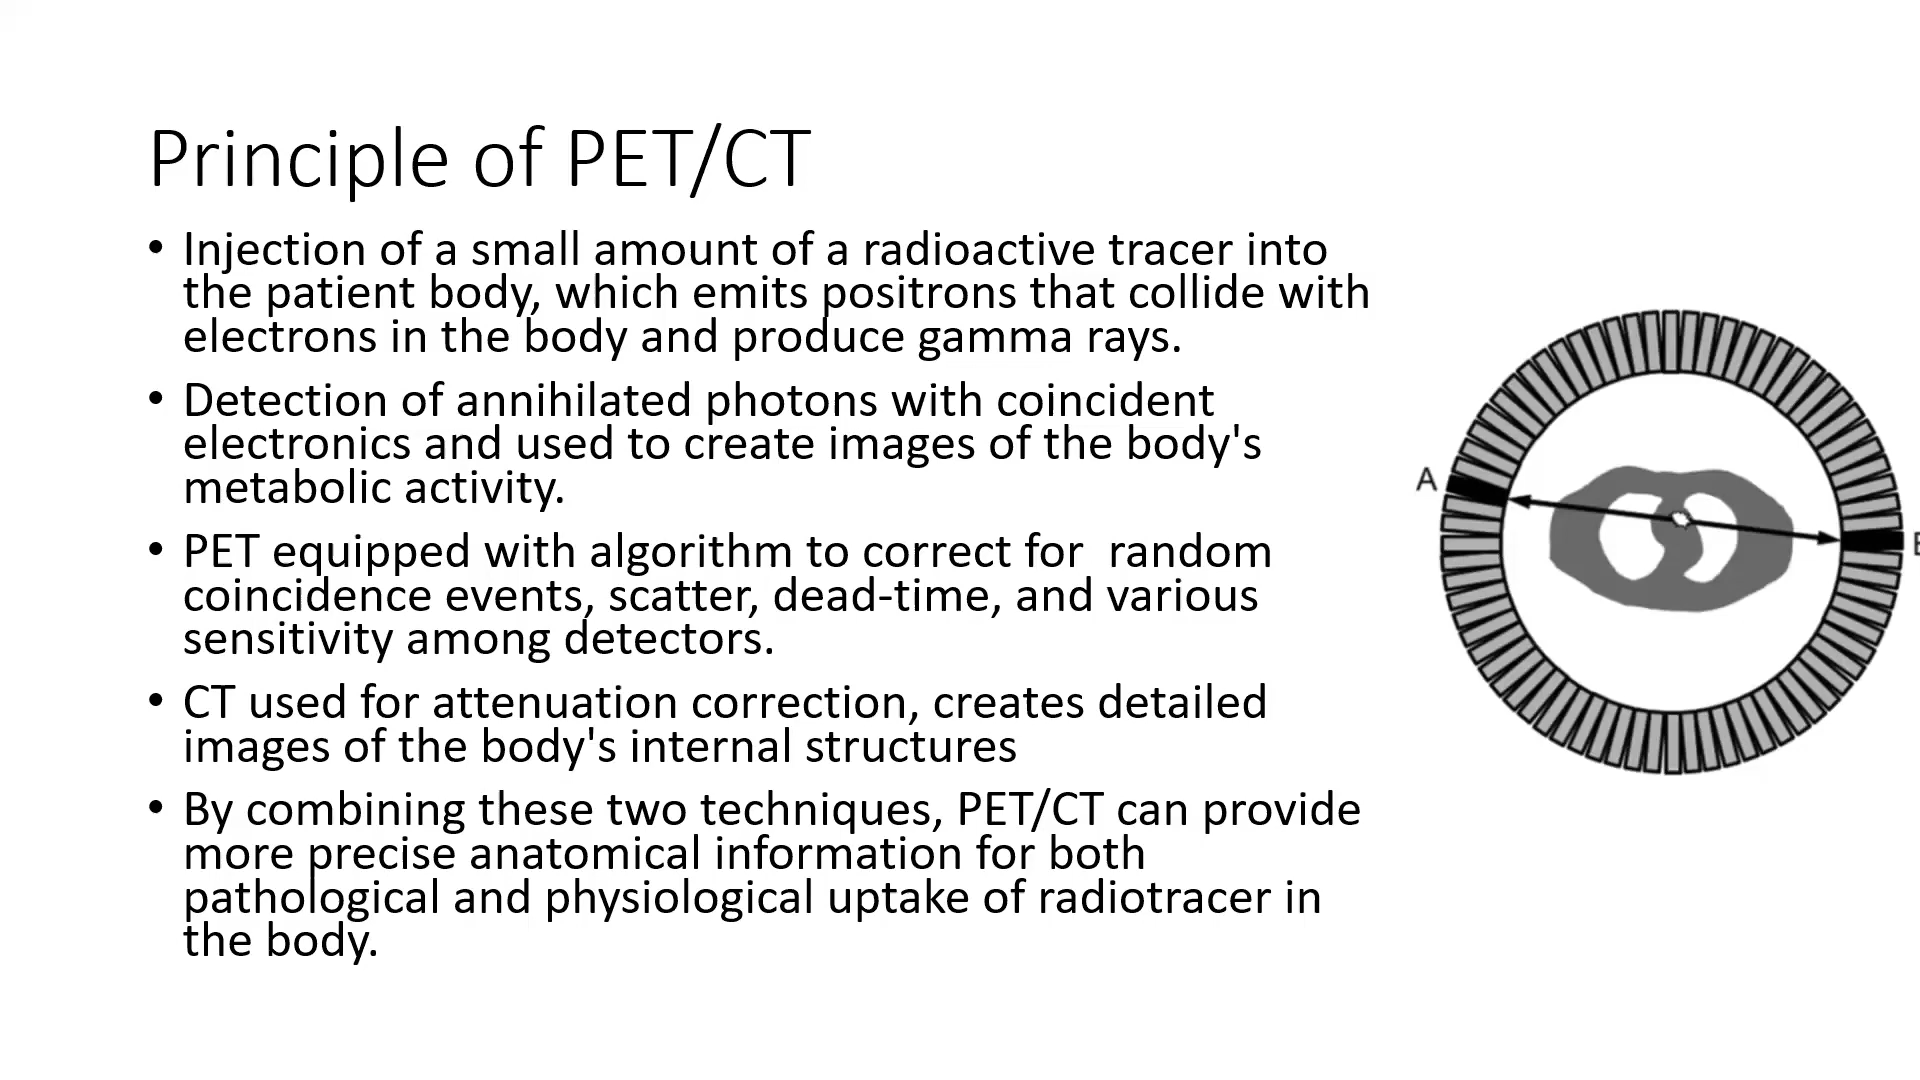 Principle of PET/CT
• Injection of a small amount of a radioactive tracer into
the patient body, which emits positrons that collide with
electrons in the body and produce gamma rays.
• Detection of annihilated photons with coincident
electronics and used to create images of the body's
metabolic activity.
• PET equipped with algorithm to correct for  random
coincidence events, scatter, dead-time, and various
sensitivity among detectors.
• CT used for attenuation correction, creates detailed
images of the body's internal structures
• By combining these two techniques, PET/CT can provide
more precise anatomical information for both
pathological and physiological uptake of radiotracer in
the body.
A